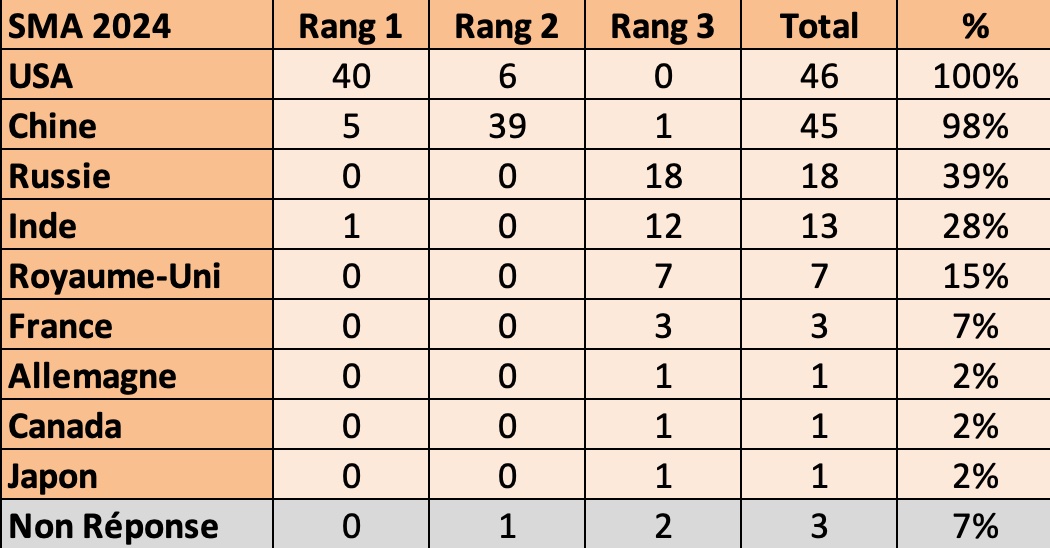 SMA 2024 Rang 1 Rang 2 Rang 3 Total %
USA 40 6 0 46 100%
Chine 5 39 1 45 98%
Russie 0 0 18 18 39%
Inde 1 0 12 13 28%
Royaume-Uni 0 0 7 7 15%
France 0 0 3 3 7%
Allemagne 0 0 1 1 2%
Canada 0 0 1 1 2%
Japon 0 0 1 1 2%
Non Réponse 0 1 2 3 7%